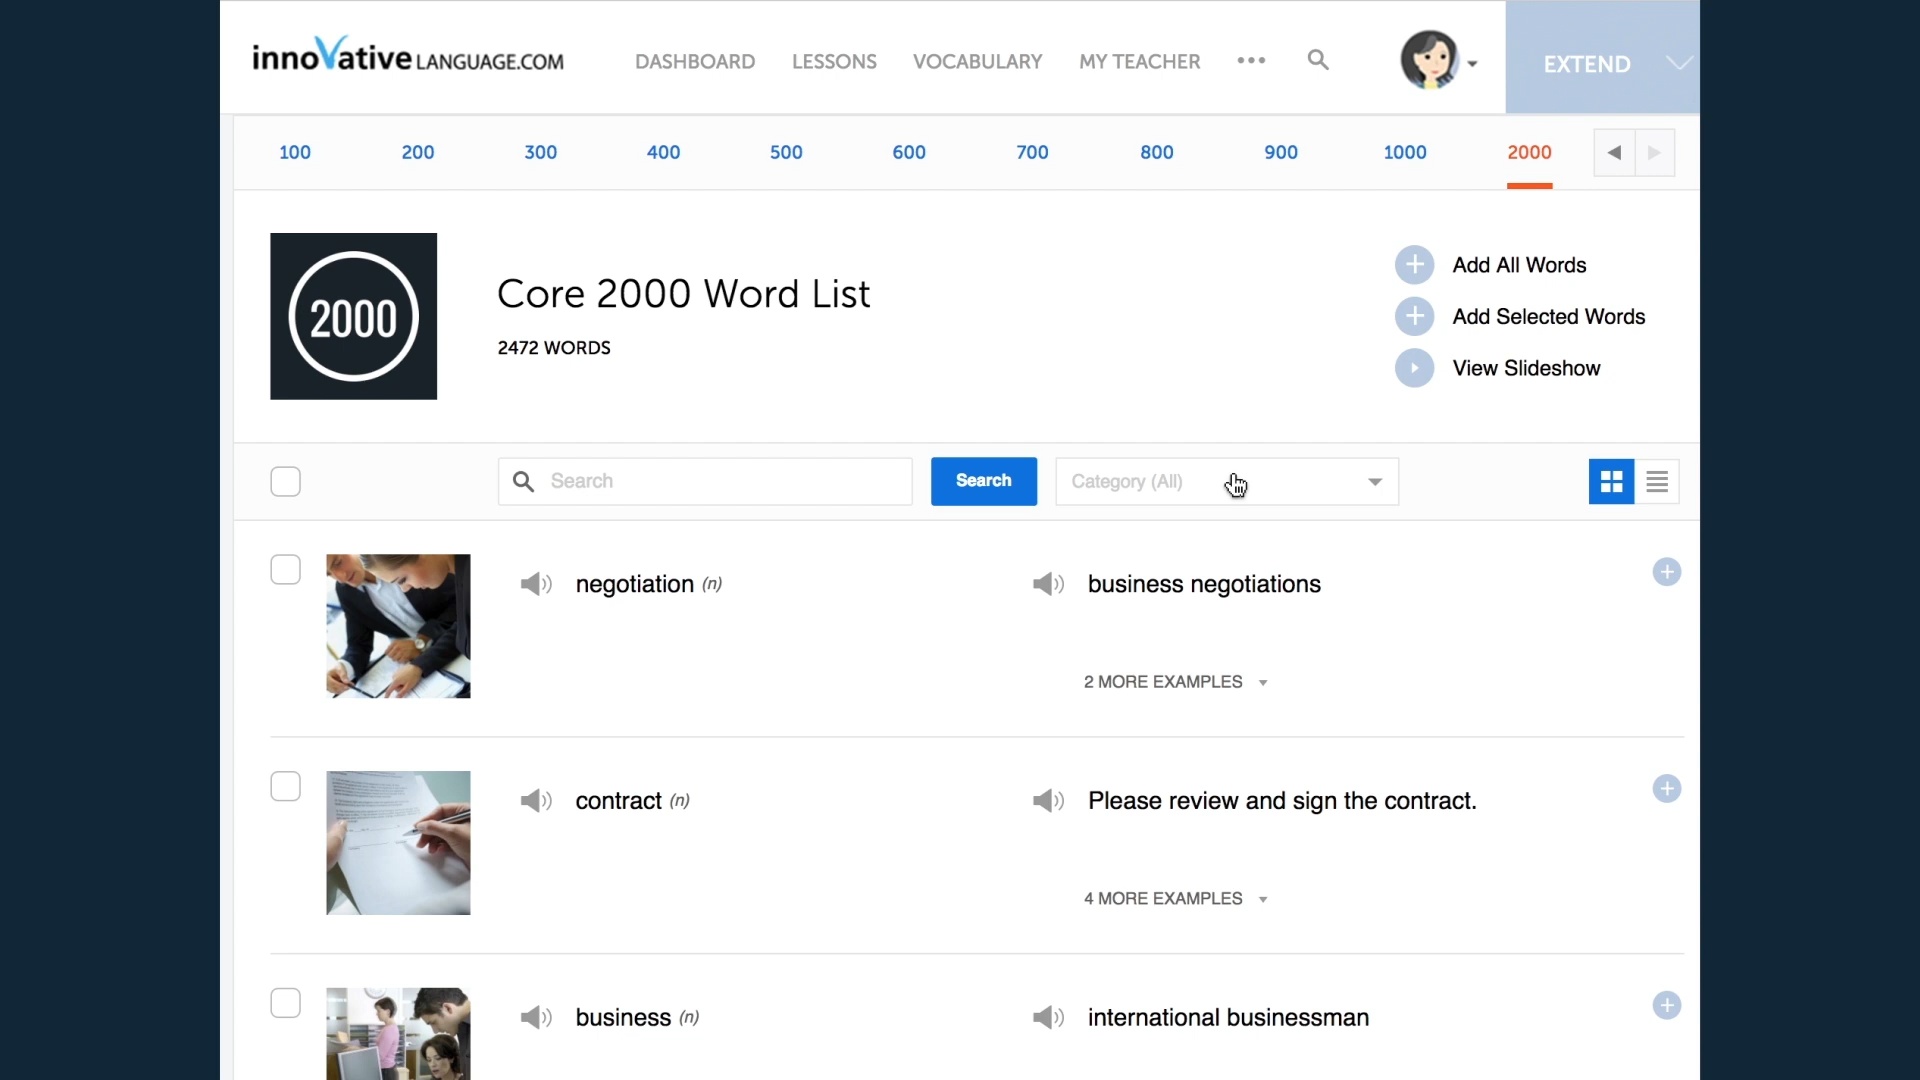 innoVative LANGUAGE.COM
DASHBOARD LESSONS VOCABULARY MY TEACHER ••• EXTEND
100 200 300 400 500 600 700 800 900 1000 2000
2000
Core 2000 Word List
2472 WORDS
Add All Words
Add Selected Words
View Slideshow
Search Search Category (All)
negotiation (n) business negotiations
2 MORE EXAMPLES
contract (n) Please review and sign the contract.
4 MORE EXAMPLES
business (n) international businessman